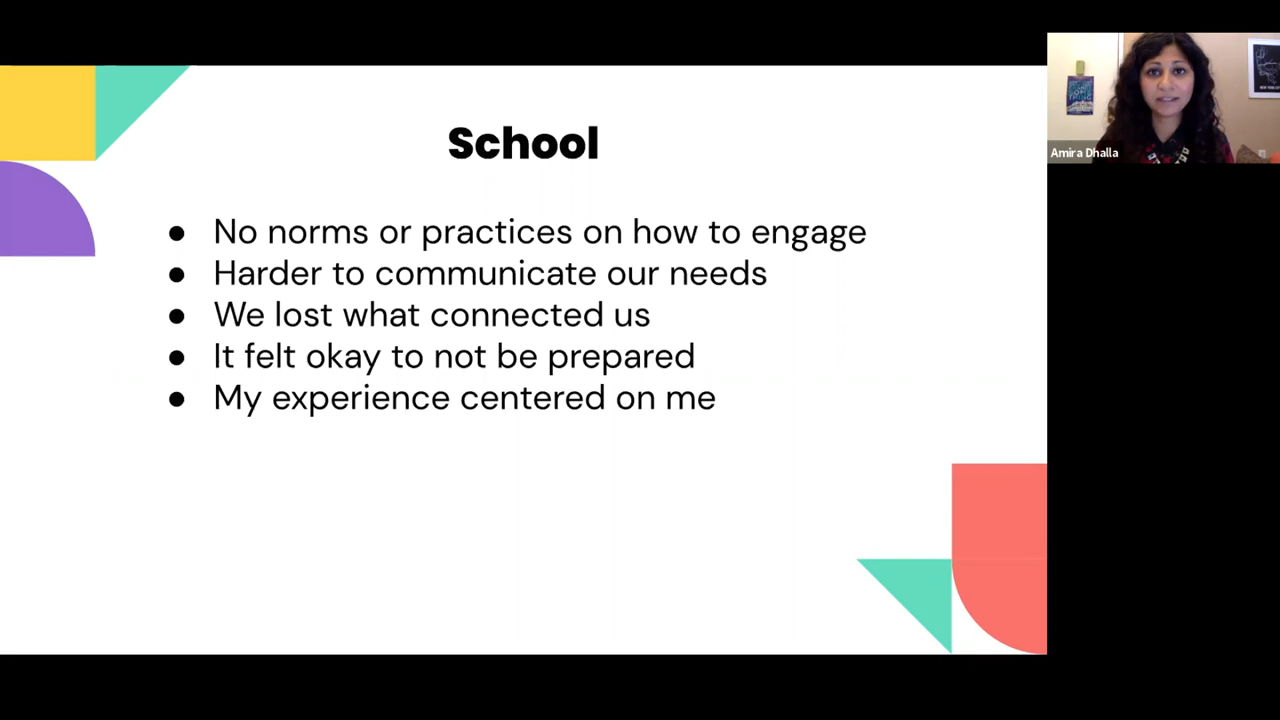 School
● No norms or practices on how to engage
● Harder to communicate our needs
● We lost what connected us
● It felt okay to not be prepared
● My experience centered on me
Amira Dhalla